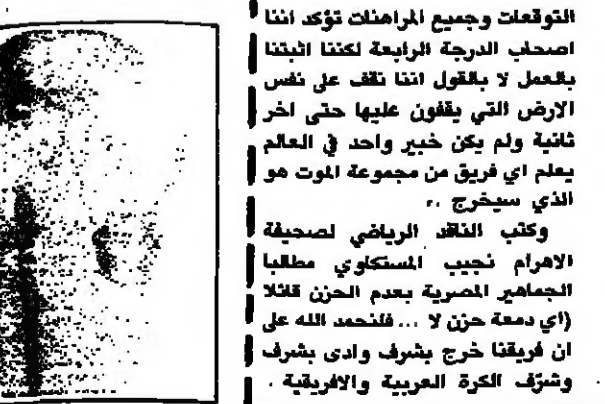 التوقعات وجميع المراهنات تؤكد اننا
اصحاب الدرجة الرابعة لكننا اثبتنا
بالعمل لا بالقول اننا نقف على نفس
الارض التي يقفون عليها حتى اخر
ثانية ولم يكن خبير واحد في العالم
يعلم اي فريق من مجموعة الموت هو
الذي سيخرج ..
وكتب الناقد الرياضي لصحيفة
الاهرام نجيب المستكاوي مطالبا
الجماهير المصرية بعدم الحزن قائلا
(اي دمعة حزن لا ... فلنحمد الله على
ان فريقنا خرج بشرف وادى بشرف
وشرّف الكرة العربية والافريقية .